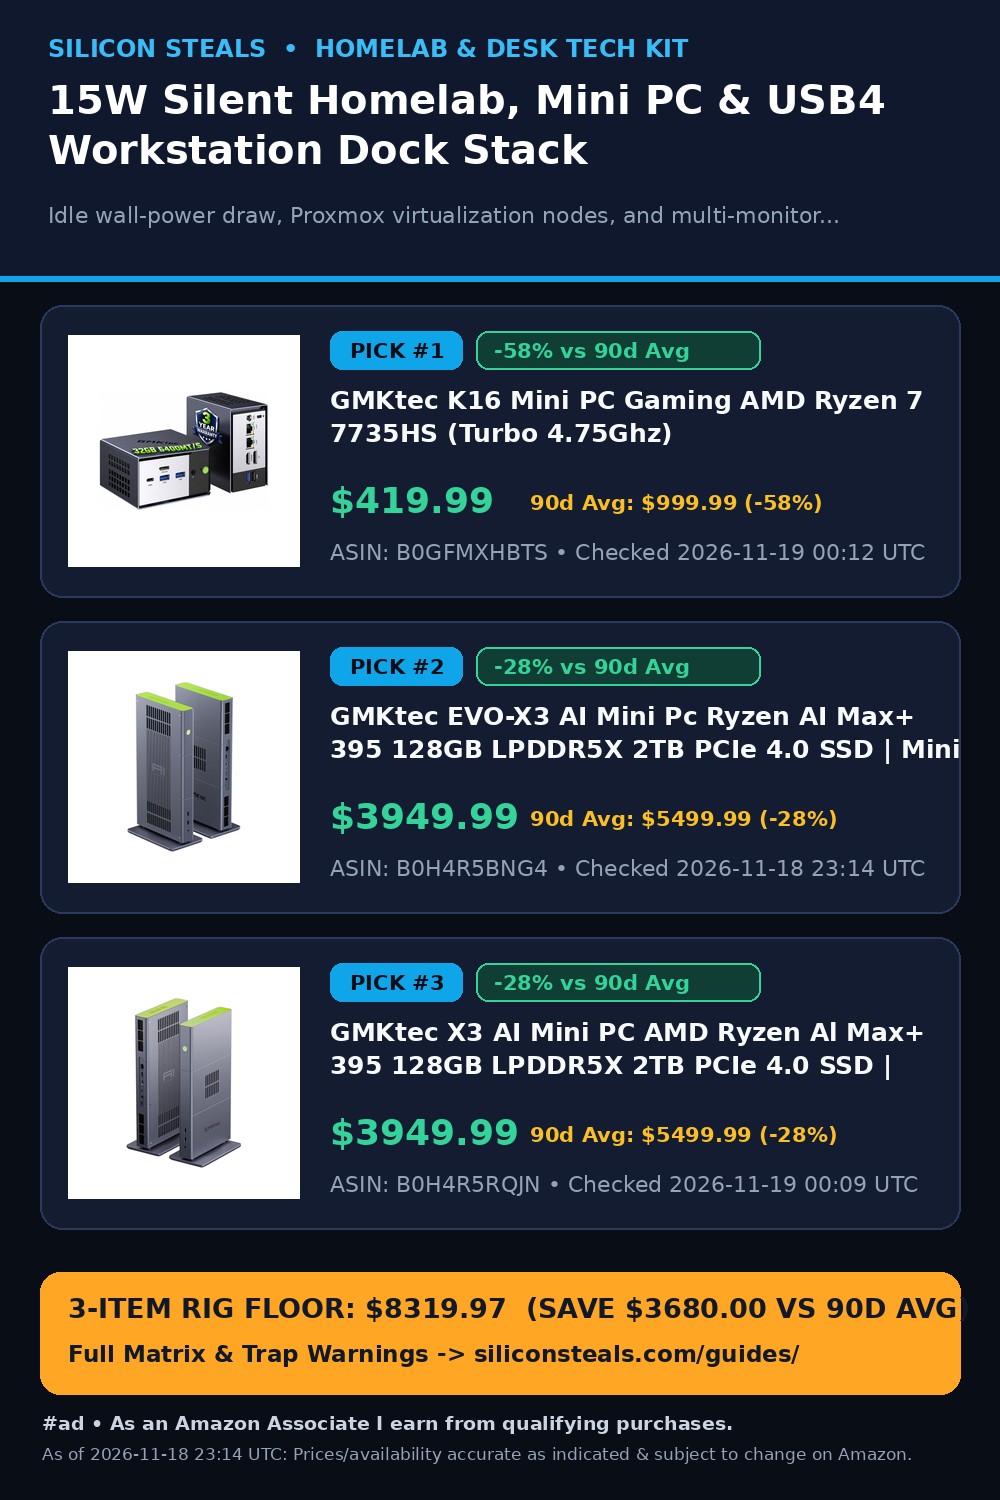 SILICON STEALS • HOMELAB & DESK TECH KIT
15W Silent Homelab, Mini PC & USB4
Workstation Dock Stack
Idle wall-power draw, Proxmox virtualization nodes, and multi-monitor...
PICK #1
-58% vs 90d Avg
GMKtec K16 Mini PC Gaming AMD Ryzen 7
7735HS (Turbo 4.75Ghz)
3
YEAR
WARRANTY
32GB 6400MT/S
$419.99
90d Avg: $999.99 (-58%)
ASIN: B0GFMXHBTS • Checked 2026-11-19 00:12 UTC
PICK #2
-28% vs 90d Avg
GMKtec EVO-X3 AI Mini Pc Ryzen AI Max+
395 128GB LPDDR5X 2TB PCIe 4.0 SSD | Mini
AI
$3949.99
90d Avg: $5499.99 (-28%)
ASIN: B0H4R5BNG4 • Checked 2026-11-18 23:14 UTC
PICK #3
-28% vs 90d Avg
GMKtec X3 AI Mini PC AMD Ryzen Al Max+
395 128GB LPDDR5X 2TB PCIe 4.0 SSD |
AI
$3949.99
90d Avg: $5499.99 (-28%)
ASIN: B0H4R5RQJN • Checked 2026-11-19 00:09 UTC
3-ITEM RIG FLOOR: $8319.97 (SAVE $3680.00 VS 90D AVG)
Full Matrix & Trap Warnings -> siliconsteals.com/guides/
#ad • As an Amazon Associate I earn from qualifying purchases.
As of 2026-11-18 23:14 UTC: Prices/availability accurate as indicated & subject to change on Amazon.